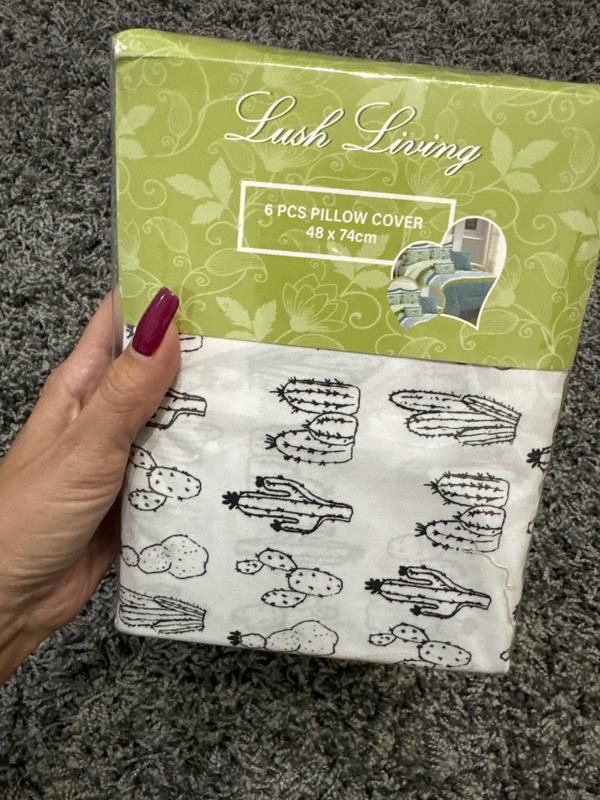 Lush Living
6 PCS PILLOW COVER
48 x 74cm